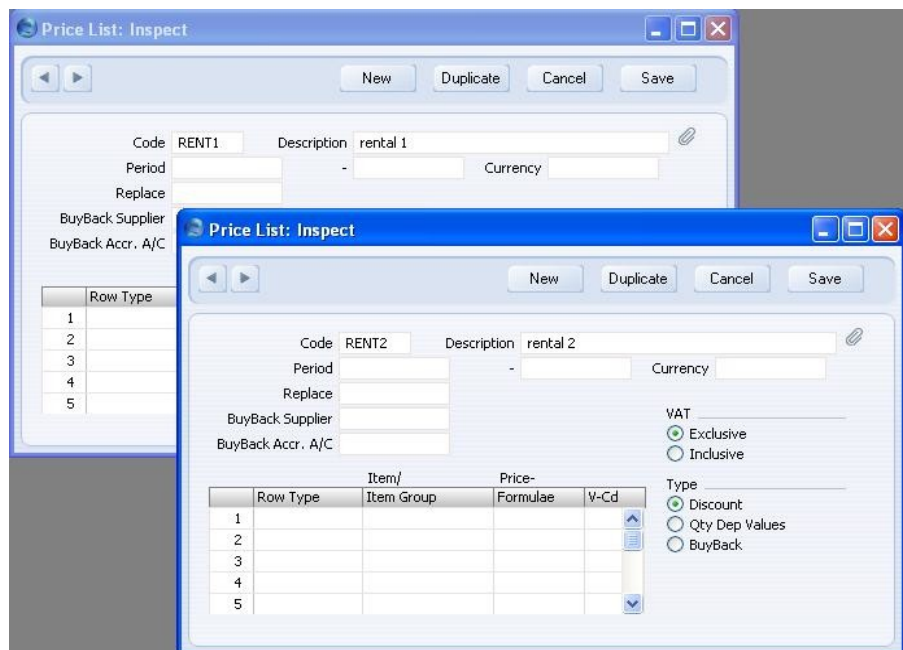 Price List: Inspect
New Duplicate Cancel Save
Code RENT1 Description rental 1
Period - Currency
Replace
BuyBack Supplier
BuyBack Accr. A/C
Row Type
1
2
3
4
5
Price List: Inspect
New Duplicate Cancel Save
Code RENT2 Description rental 2
Period - Currency
Replace
BuyBack Supplier
BuyBack Accr. A/C
VAT
Exclusive
Inclusive
Item/ Price-
Row Type Item Group Formulae V-Cd
1
2
3
4
5
Type
Discount
Qty Dep Values
BuyBack